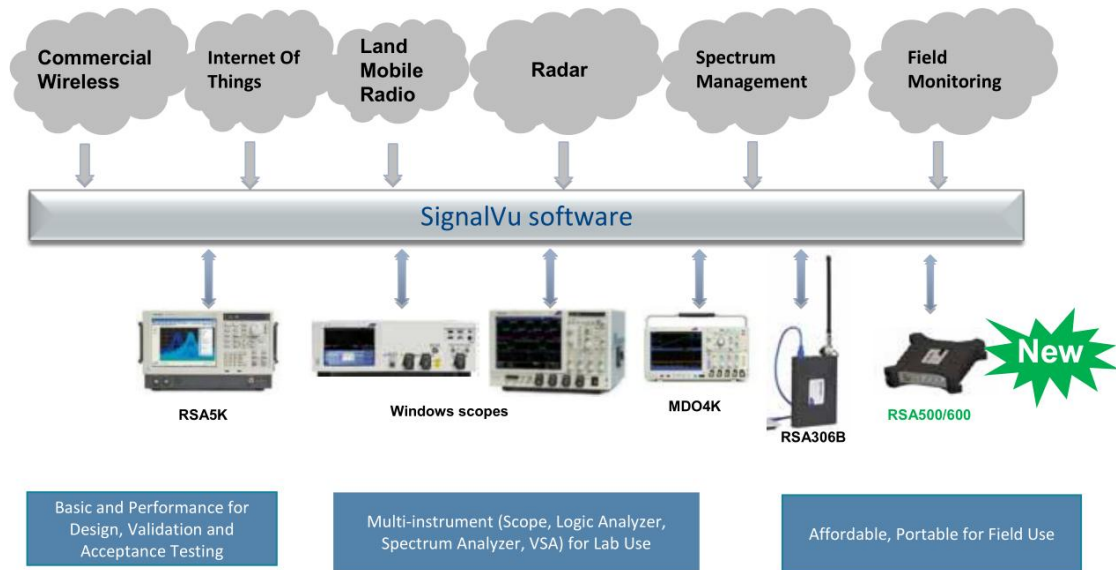 Commercial
Wireless
Internet Of
Things
Land
Mobile
Radio
Radar
Spectrum
Management
Field
Monitoring
SignalVu software
RSA5K
Windows scopes
MDO4K
RSA306B
RSA500/600
New
Basic and Performance for
Design, Validation and
Acceptance Testing
Multi-instrument (Scope, Logic Analyzer,
Spectrum Analyzer, VSA) for Lab Use
Affordable, Portable for Field Use